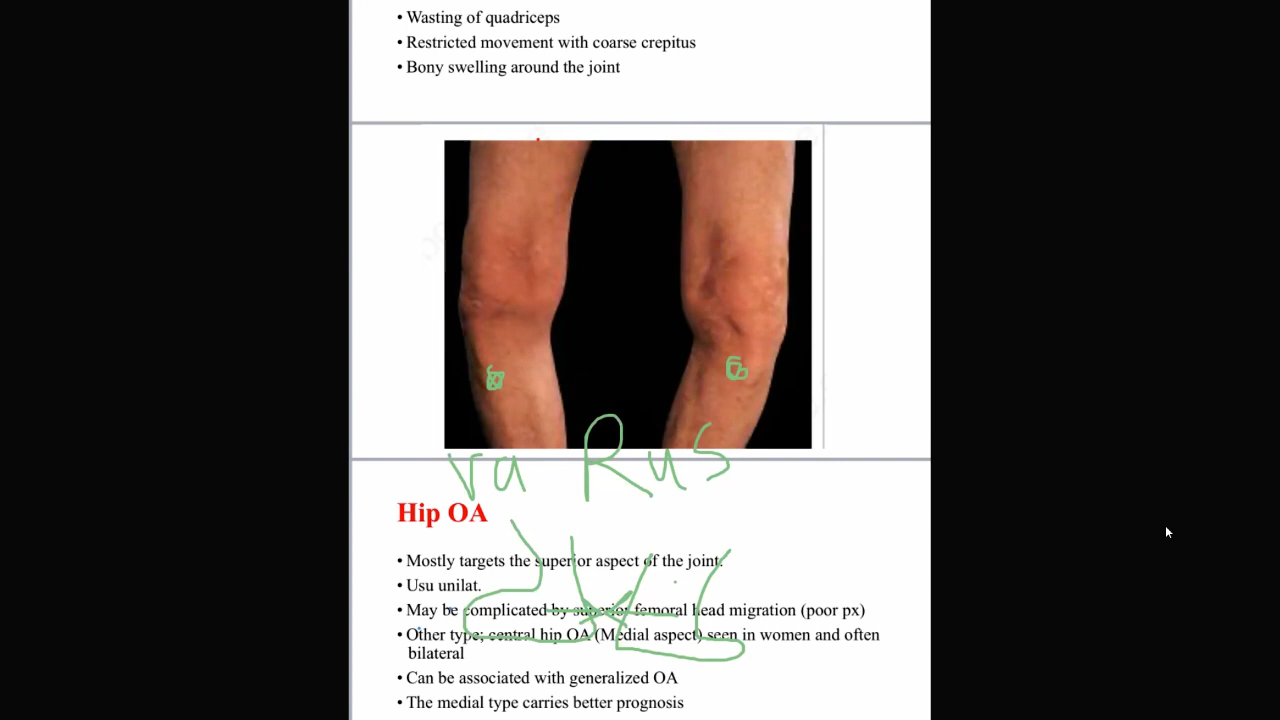 • Wasting of quadriceps
• Restricted movement with coarse crepitus
• Bony swelling around the joint
va Rus
Hip OA
• Mostly targets the superior aspect of the joint.
• Usu unilat.
• May be complicated by superior femoral head migration (poor px)
• Other type; central hip OA (Medial aspect) seen in women and often
bilateral
• Can be associated with generalized OA
• The medial type carries better prognosis